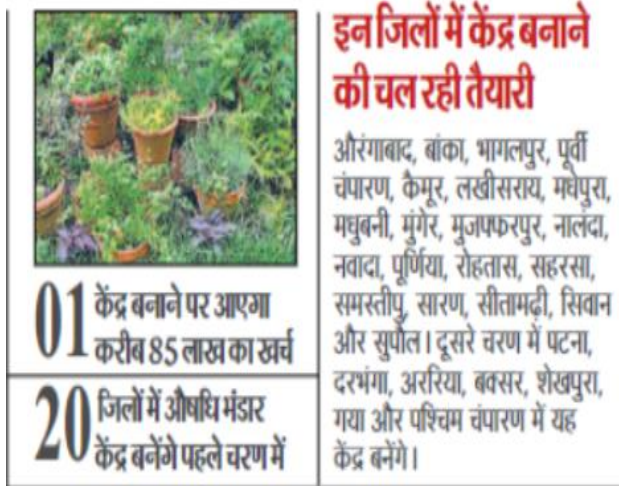 01 केंद्र बनाने पर आएगा
करीब 85 लाख का खर्च
20 जिलों में औषधि भंडार
केंद्र बनेंगे पहले चरण में
इन जिलों में केंद्र बनाने
की चल रही तैयारी
औरंगाबाद, बांका, भागलपुर, पूर्वी
चंपारण, कैमूर, लखीसराय, मधेपुरा,
मधुबनी, मुंगेर, मुजफ्फरपुर, नालंदा,
नवादा, पूर्णिया, रोहतास, सहरसा,
समस्तीपु, सारण, सीतामढ़ी, सिवान
और सुपौल। दूसरे चरण में पटना,
दरभंगा, अररिया, बक्सर, शेखपुरा,
गया और पश्चिम चंपारण में यह
केंद्र बनेंगे।